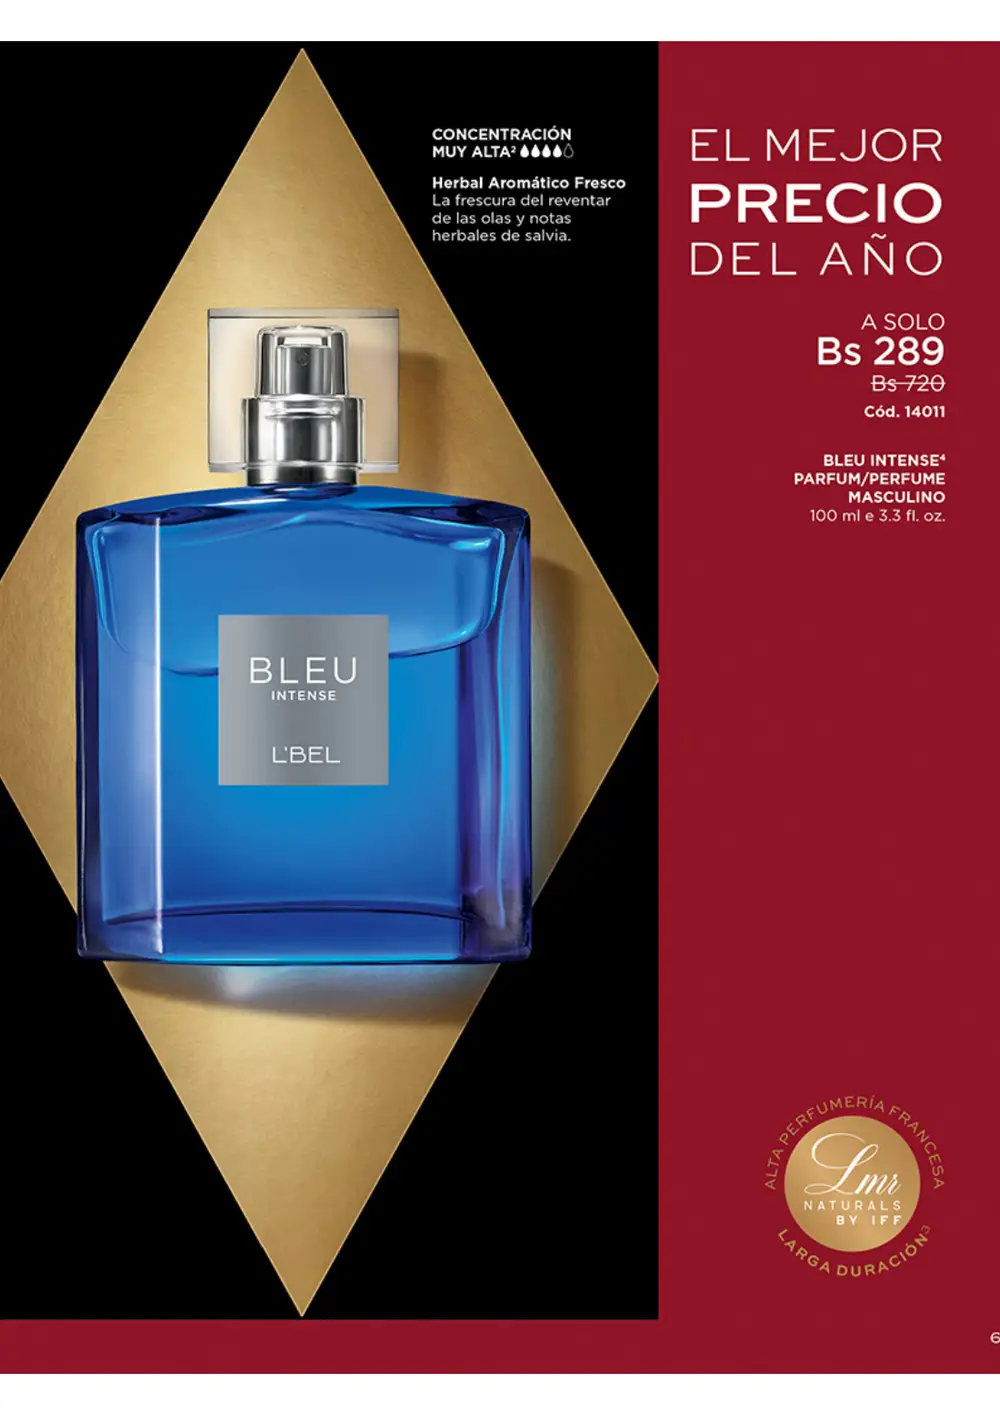 CONCENTRACIÓN
MUY ALTA²
Herbal Aromático Fresco
La frescura del reventar
de las olas y notas
herbales de salvia.
EL MEJOR
PRECIO
DEL AÑO
A SOLO
Bs 289
Bs 720
Cód. 14011
BLEU INTENSE⁴
PARFUM/PERFUME
MASCULINO
100 ml e 3.3 fl. oz.
BLEU
INTENSE
L'BEL
ALTA PERFUMERÍA FRANCESA
Lmr
NATURALS
BY IFF
LARGA DURACIÓN³
6